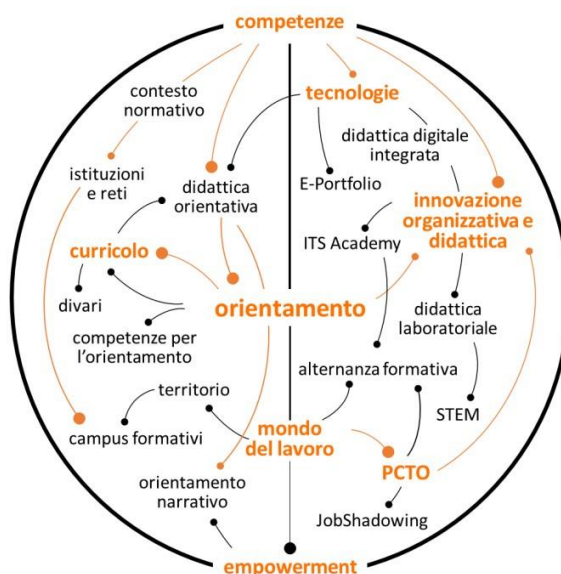 competenze
contesto
normativo
tecnologie
didattica digitale
integrata
istituzioni
e reti
didattica
orientativa
E-Portfolio
innovazione
organizzativa e
didattica
curricolo
ITS Academy
divari
orientamento
didattica
laboratoriale
competenze per
l'orientamento
alternanza formativa
territorio
STEM
campus formativi
mondo
del lavoro
PCTO
orientamento
narrativo
JobShadowing
empowerment